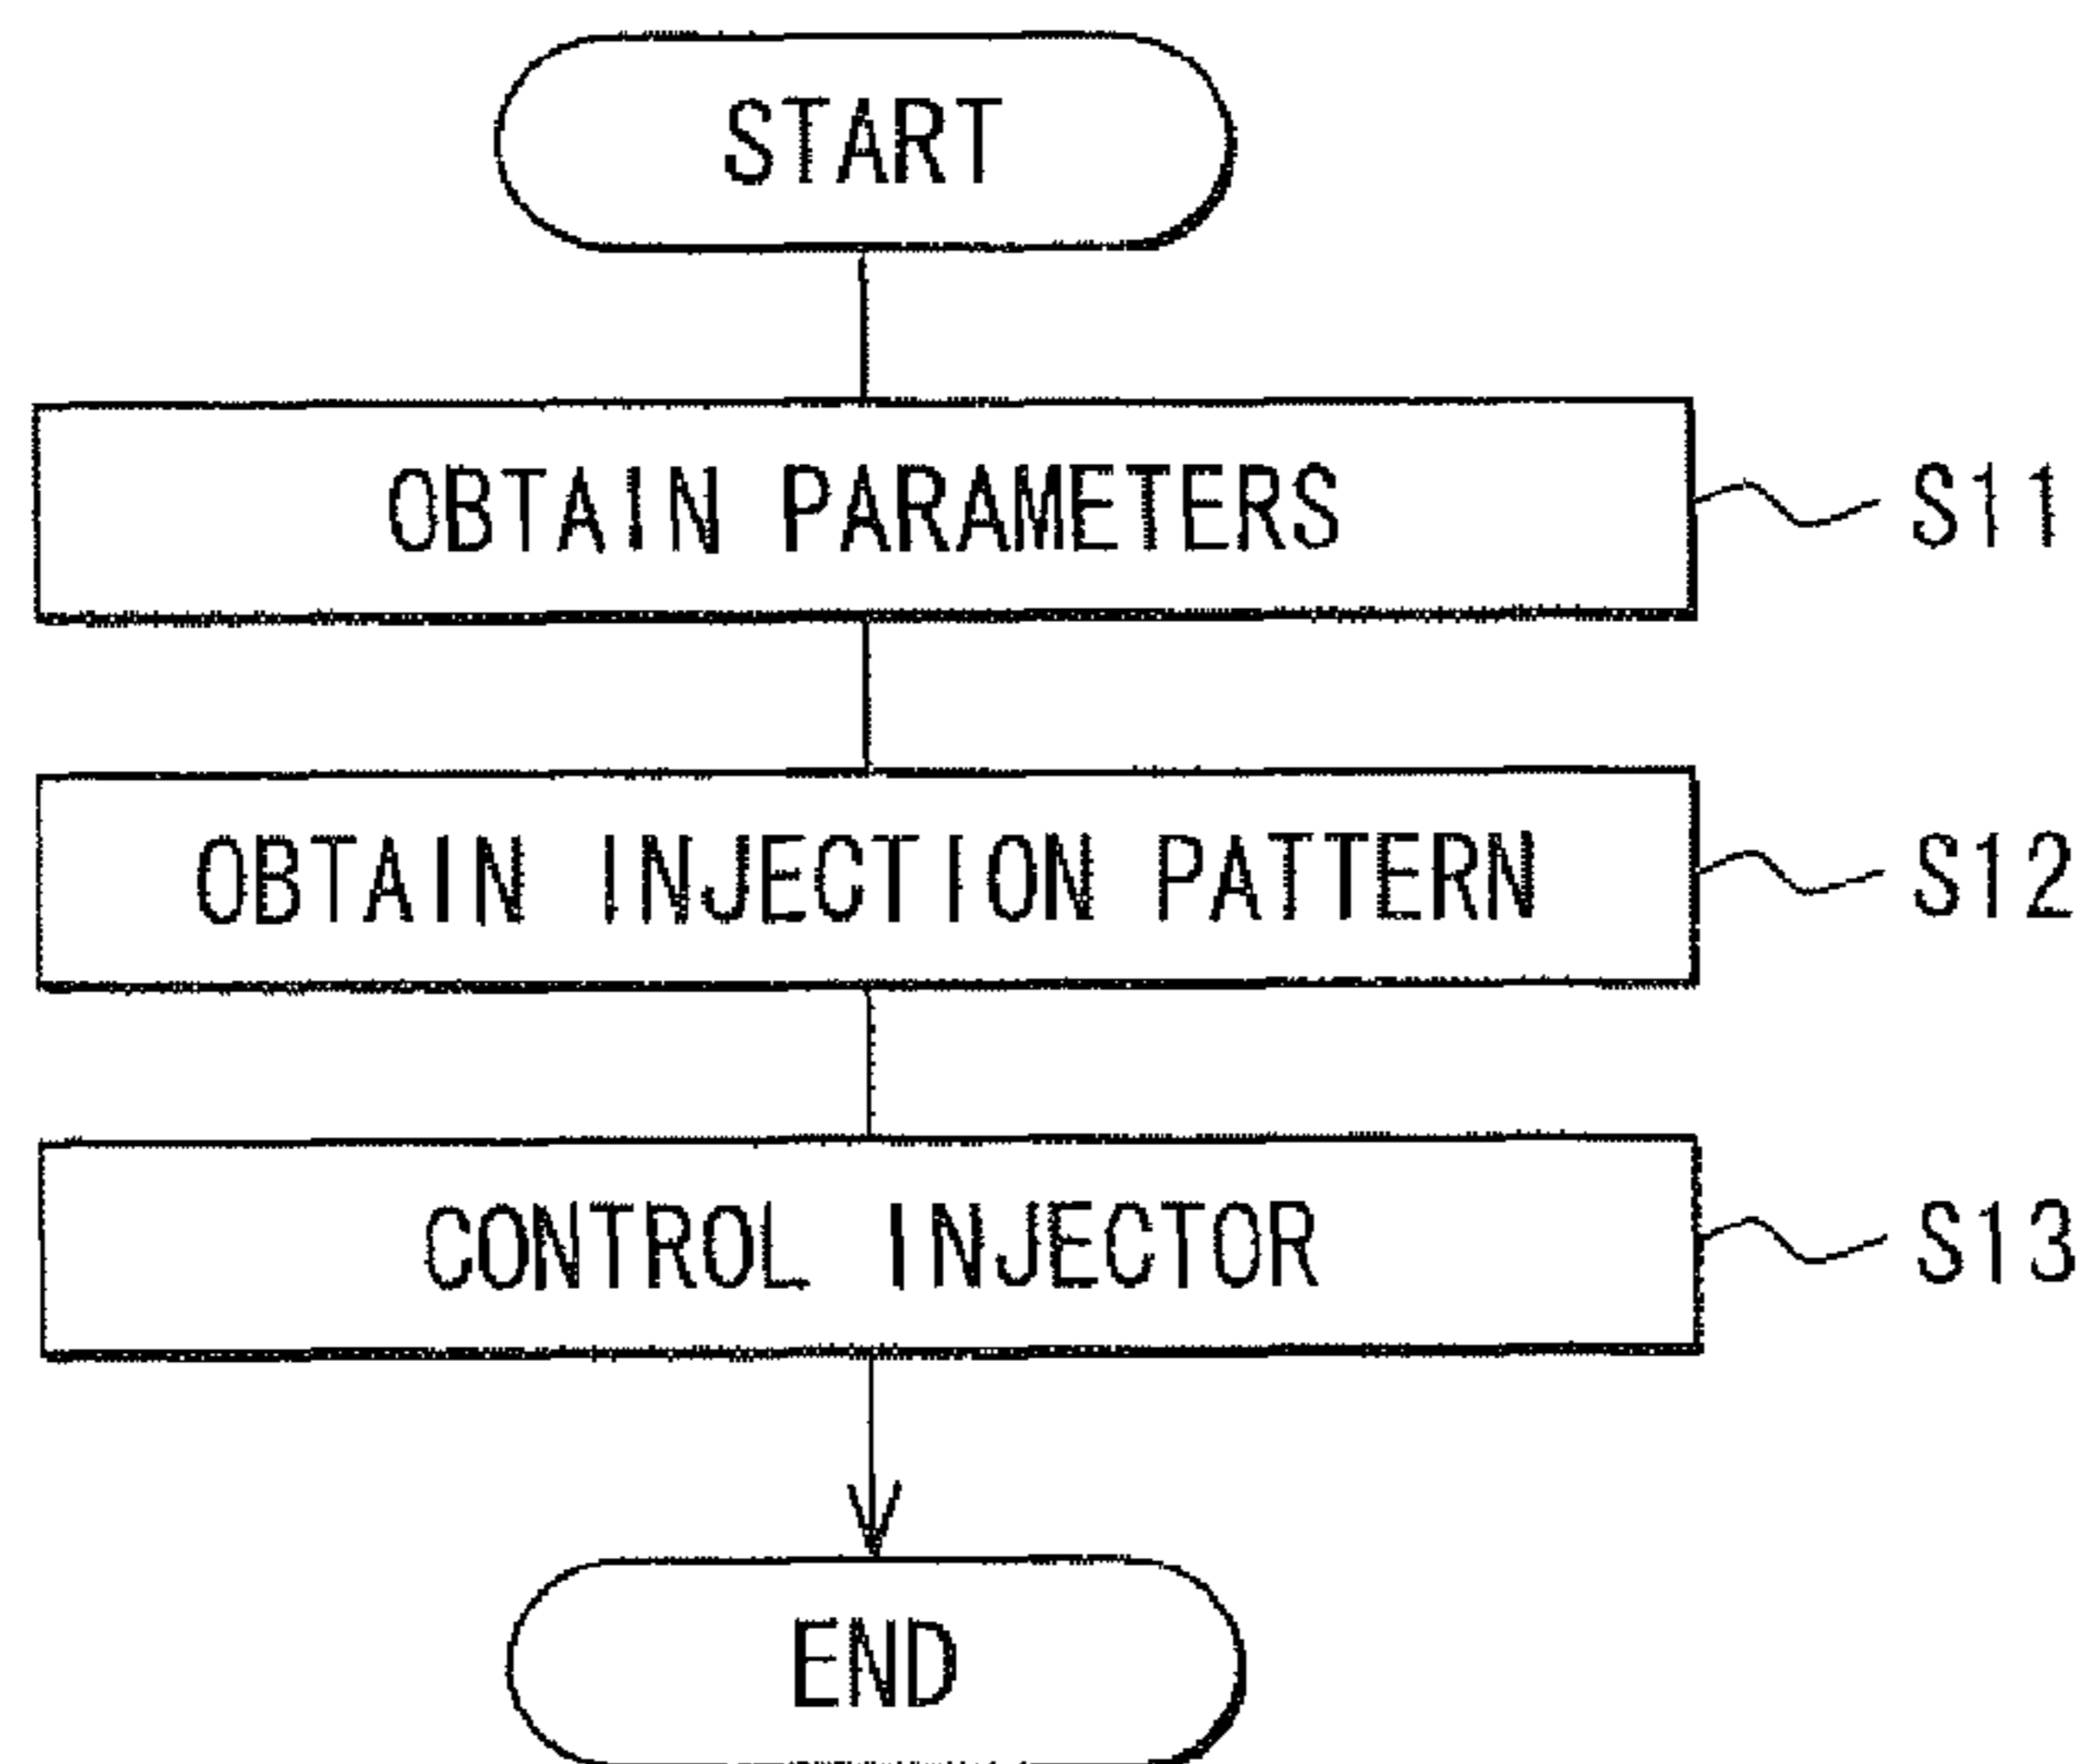 START
OBTAIN PARAMETERS S11
OBTAIN INJECTION PATTERN S12
CONTROL INJECTOR S13
END